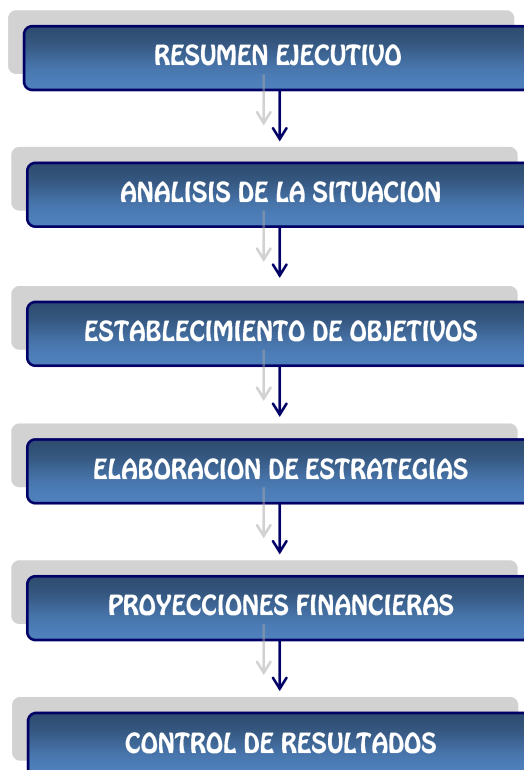 RESUMEN EJECUTIVO
ANALISIS DE LA SITUACION
ESTABLECIMIENTO DE OBJETIVOS
ELABORACION DE ESTRATEGIAS
PROYECCIONES FINANCIERAS
CONTROL DE RESULTADOS